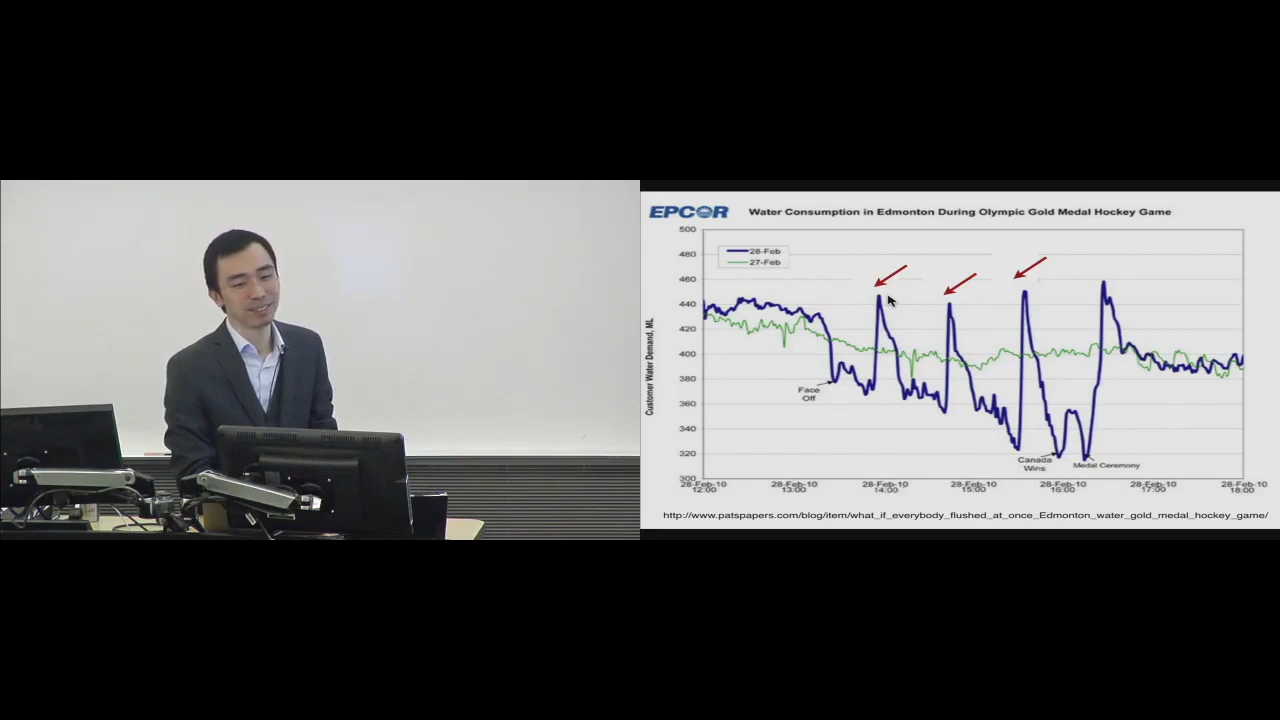 EPCOR
Water Consumption in Edmonton During Olympic Gold Medal Hockey Game
Customer Water Demand, ML
500
480
460
440
420
400
380
360
340
320
300
28-Feb
27-Feb
Face
Off
Canada
Wins
Medal Ceremony
28-Feb-10
12:00
28-Feb-10
13:00
28-Feb-10
14:00
28-Feb-10
15:00
28-Feb-10
16:00
28-Feb-10
17:00
28-Feb-10
18:00
http://www.patspapers.com/blog/item/what_if_everybody_flushed_at_once_Edmonton_water_gold_medal_hockey_game/